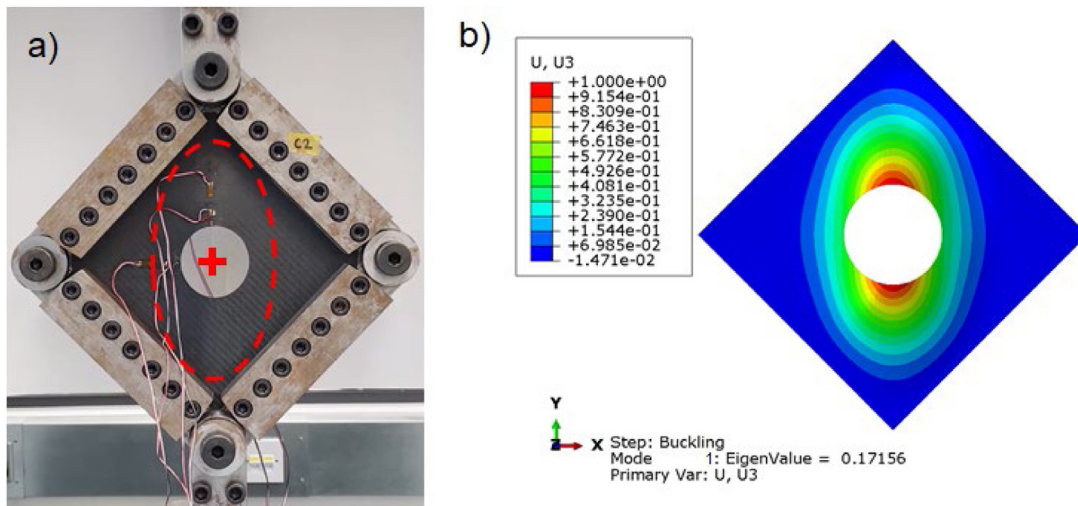 a)
C2
b)
U, U3
+1.000e+00
+9.154e-01
+8.309e-01
+7.463e-01
+6.618e-01
+5.772e-01
+4.926e-01
+4.081e-01
+3.235e-01
+2.390e-01
+1.544e-01
+6.985e-02
-1.471e-02
Y
Z
X
Step: Buckling
Mode 1: EigenValue = 0.17156
Primary Var: U, U3